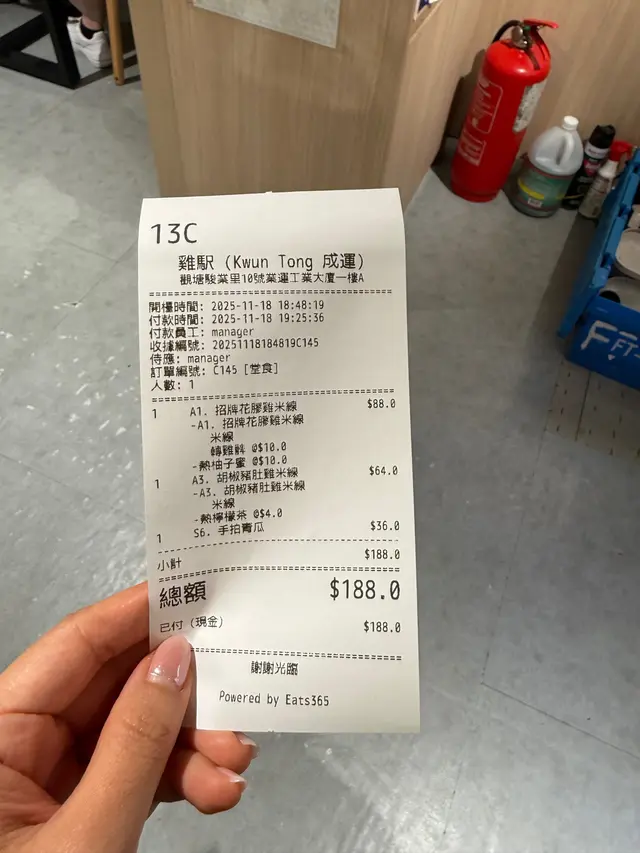 13C
雞駅 (Kwun Tong 成運)
觀塘駿業里10號業運工業大廈一樓A
開檯時間: 2025-11-18 18:48:19
付款時間: 2025-11-18 19:25:36
付款員工: manager
收據編號: 20251118184819C145
侍應: manager
訂單編號: C145 [堂食]
人數: 1
1 A1. 招牌花膠雞米線 $88.0
-A1. 招牌花膠雞米線
米線
轉雞髀 @$10.0
-熱柚子蜜 @$10.0
1 A3. 胡椒豬肚雞米線 $64.0
-A3. 胡椒豬肚雞米線
米線
-熱檸檬茶 @$4.0
1 S6. 手拍青瓜 $36.0
小計 $188.0
總額 $188.0
已付 (現金) $188.0
謝謝光臨
Powered by Eats365